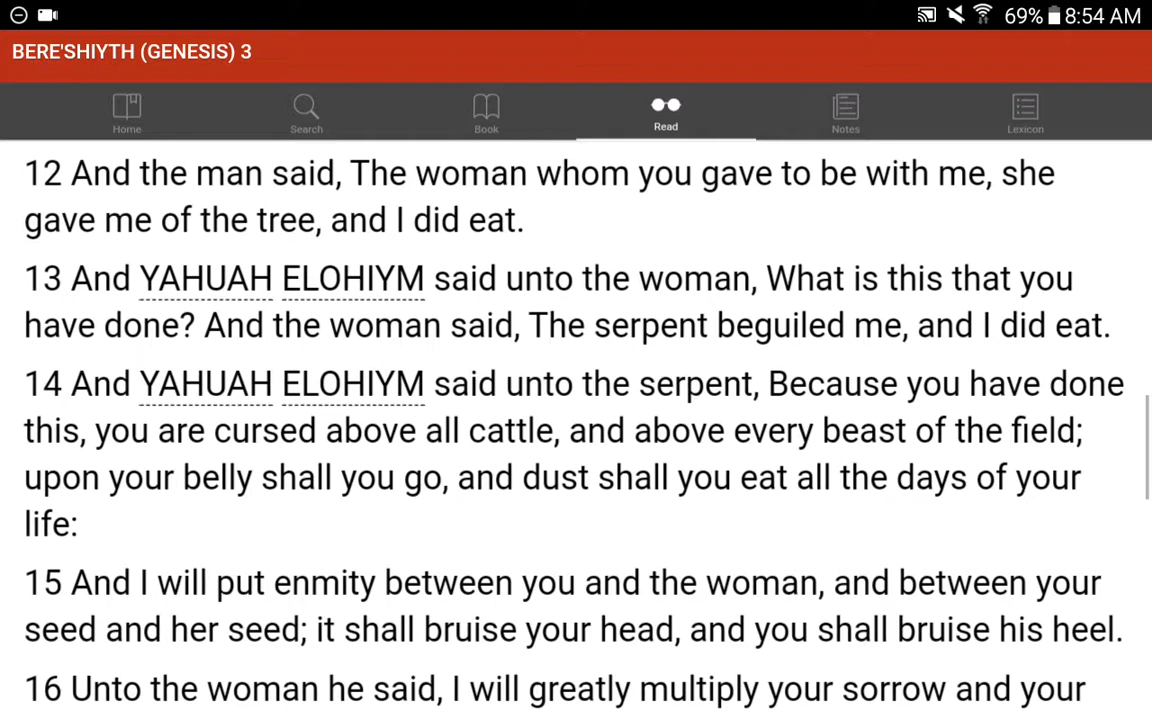 69% 8:54 AM
BERE'SHIYTH (GENESIS) 3
Home Search Book Read Notes Lexicon
12 And the man said, The woman whom you gave to be with me, she
gave me of the tree, and I did eat.
13 And YAHUAH ELOHIYM said unto the woman, What is this that you
have done? And the woman said, The serpent beguiled me, and I did eat.
14 And YAHUAH ELOHIYM said unto the serpent, Because you have done
this, you are cursed above all cattle, and above every beast of the field;
upon your belly shall you go, and dust shall you eat all the days of your
life:
15 And I will put enmity between you and the woman, and between your
seed and her seed; it shall bruise your head, and you shall bruise his heel.
16 Unto the woman he said, I will greatly multiply your sorrow and your